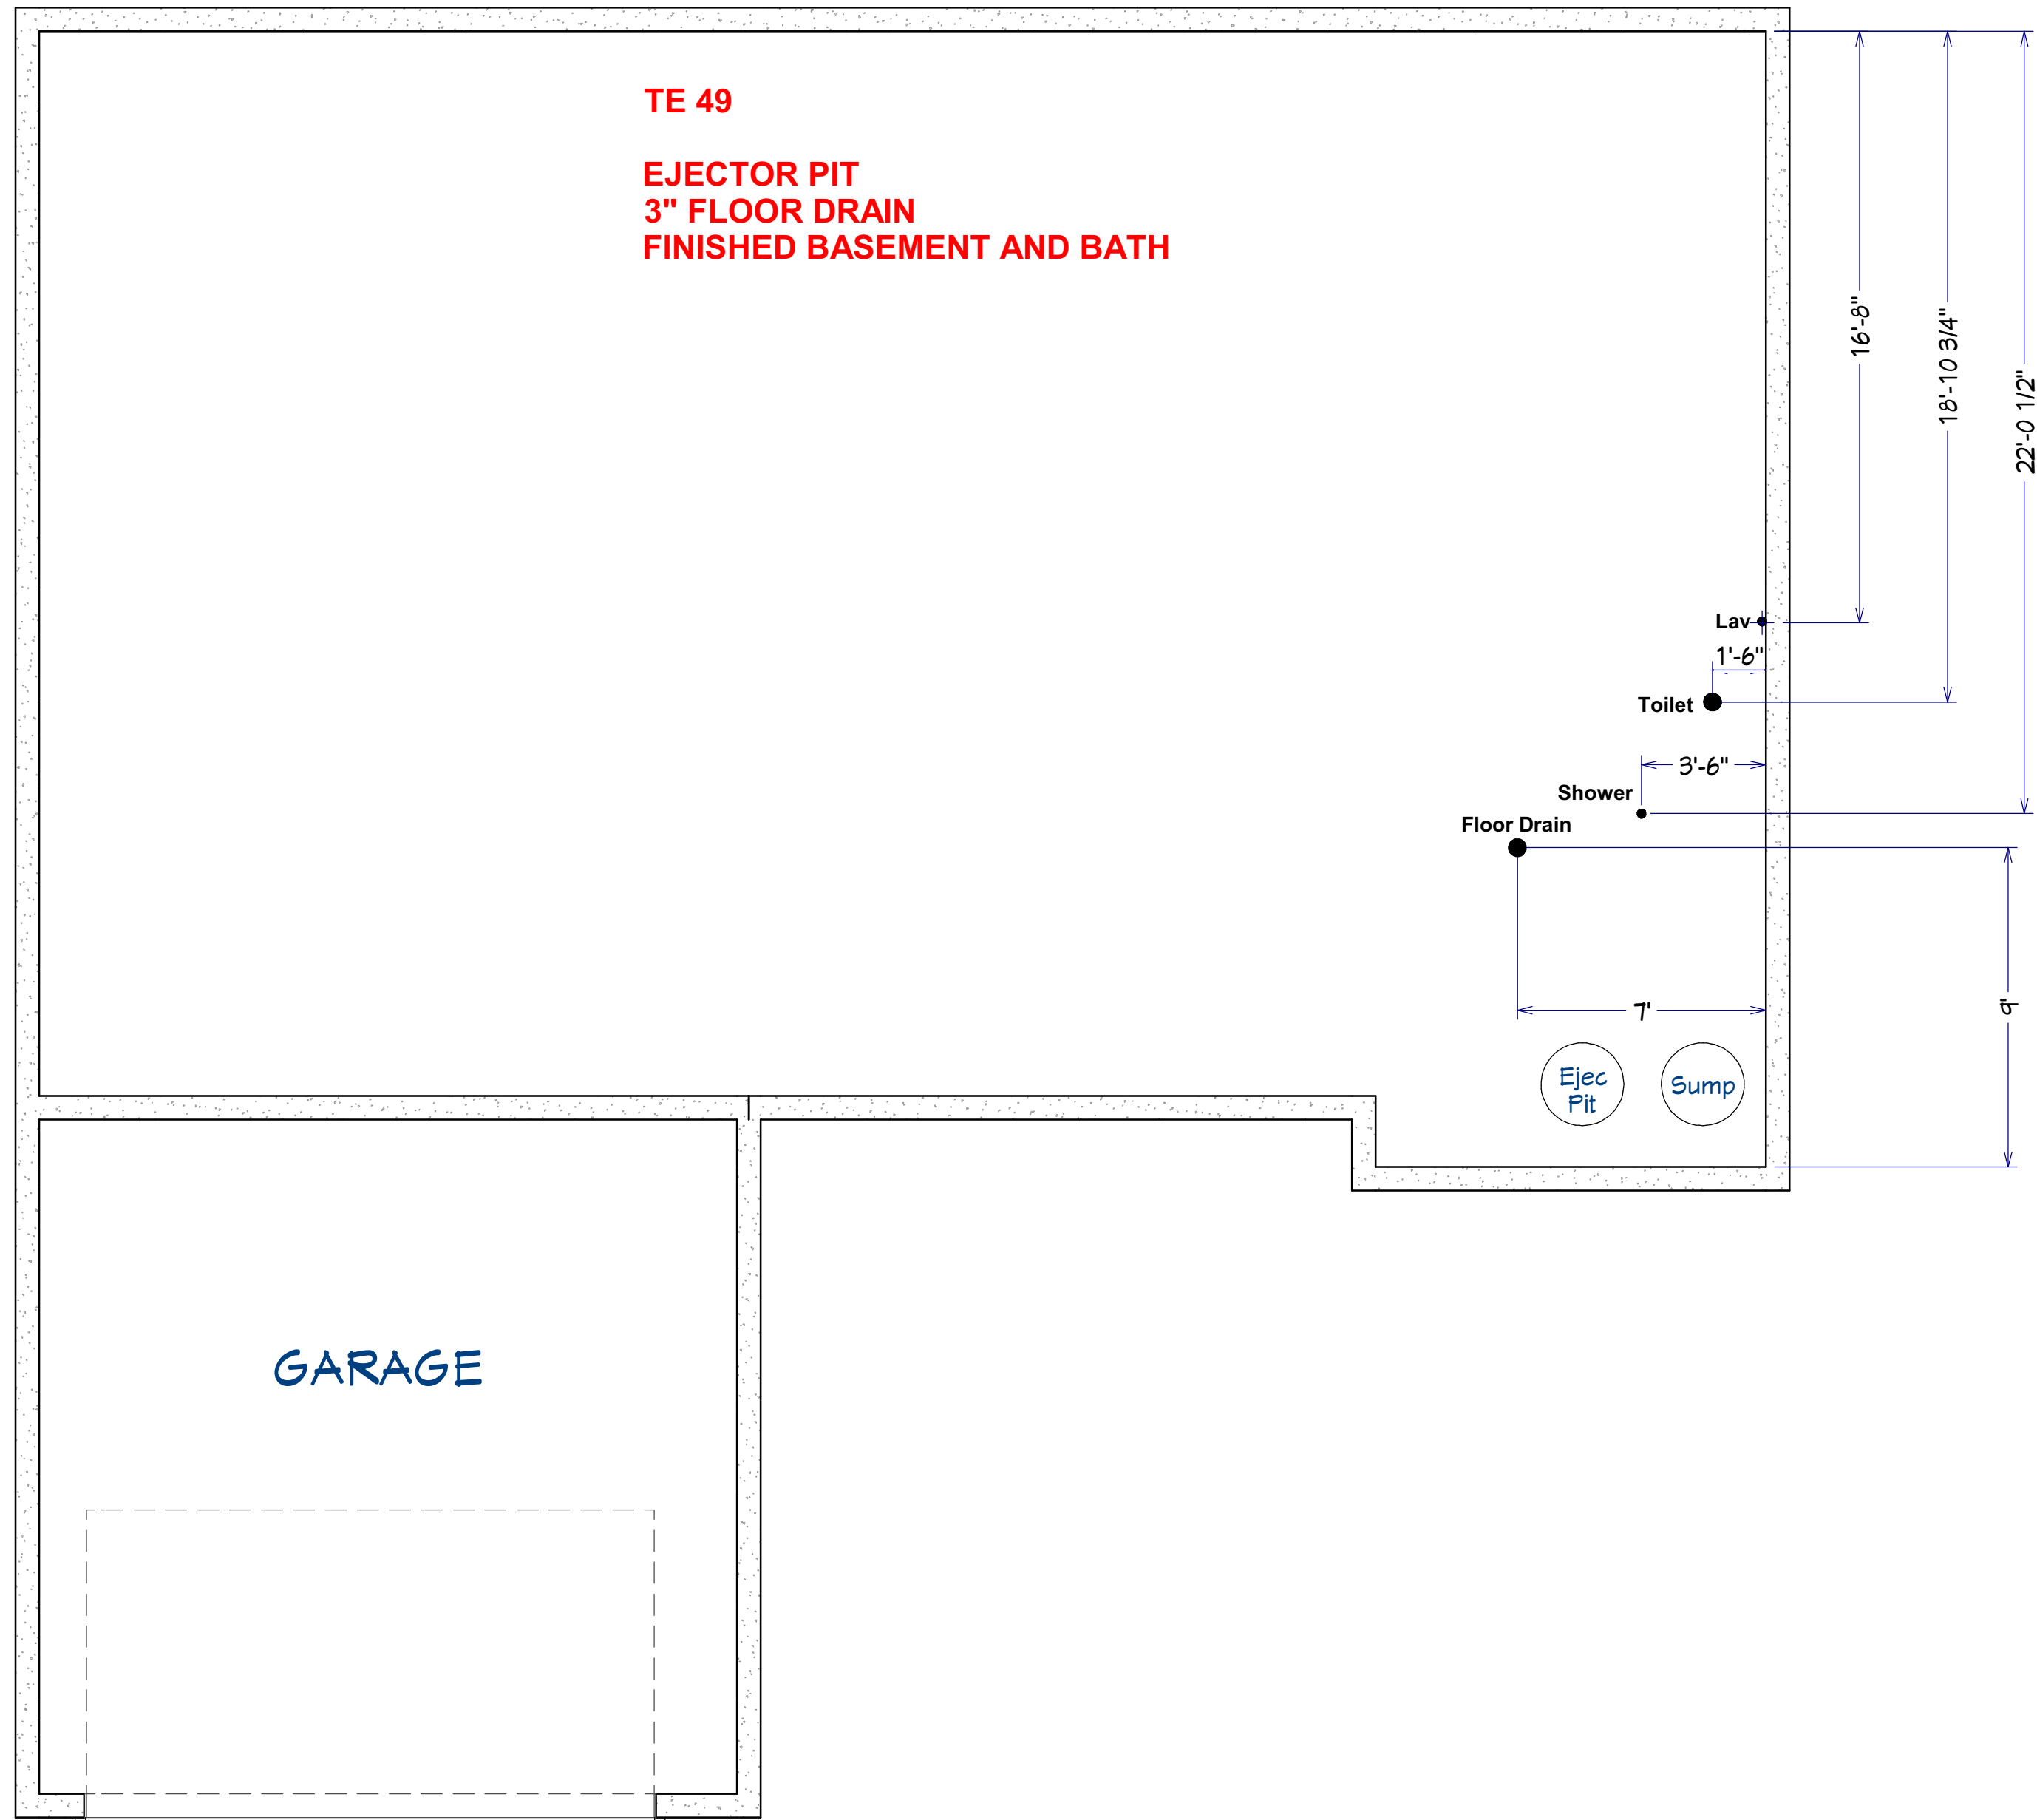 TE 49
EJECTOR PIT
3" FLOOR DRAIN
FINISHED BASEMENT AND BATH
16'-8"
18'-10 3/4"
22'-0 1/2"
Lav
1'-6"
Toilet
3'-6"
Shower
Floor Drain
7'
9'
Ejec
Pit
Sump
GARAGE